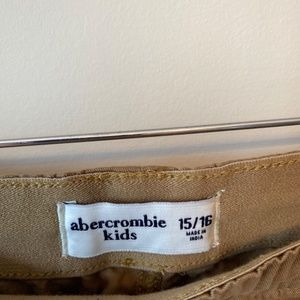 abercrombie
kids
15/16
MADE IN
INDIA